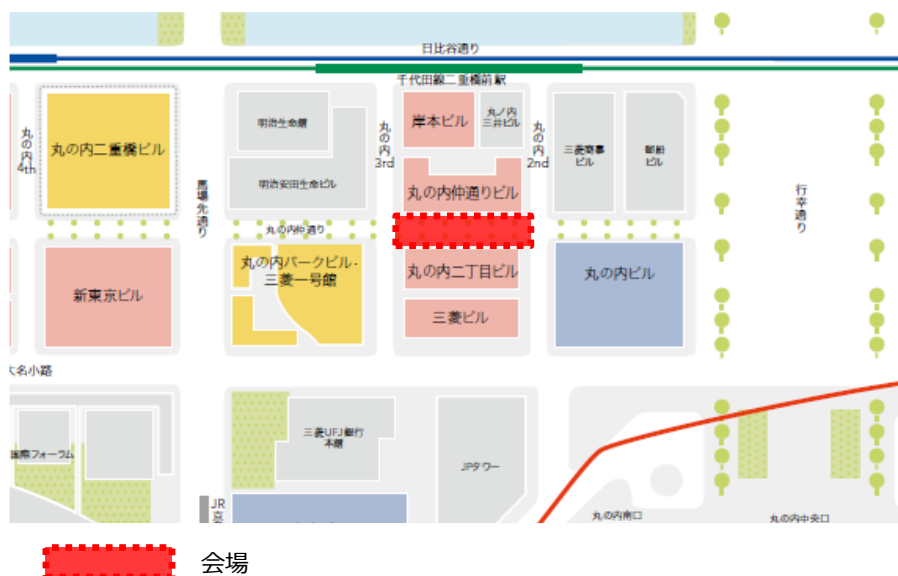 日比谷通り
千代田線二重橋前駅
丸の内4th
丸の内二重橋ビル
馬場先通り
明治生命館
明治安田生命ビル
丸の内3rd
岸本ビル
丸ノ内
三井ビル
丸の内仲通りビル
丸の内2nd
三菱商事
ビル
郵船
ビル
行幸通り
丸の内仲通り
新東京ビル
丸の内パークビル・
三菱一号館
丸の内二丁目ビル
三菱ビル
丸の内ビル
大名小路
国際フォーラム
三菱UFJ銀行
本館
JPタワー
JR
京
丸の内南口
丸の内中央口
会場